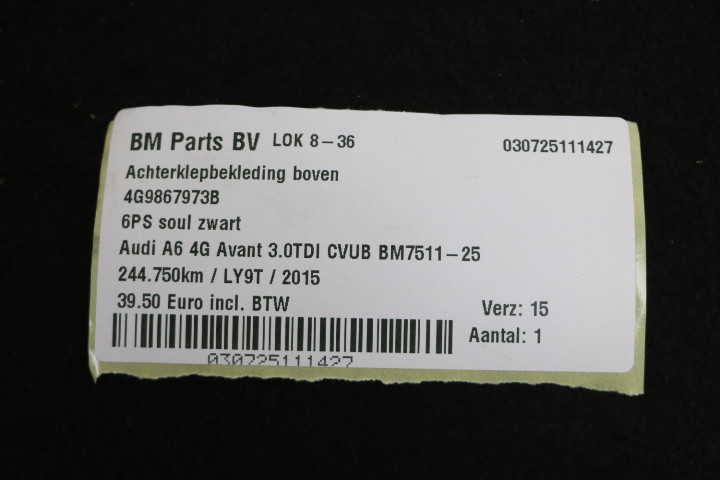 BM Parts BV LOK 8-36 030725111427
Achterklepbekleding boven
4G9867973B
6PS soul zwart
Audi A6 4G Avant 3.0TDI CVUB BM7511-25
244.750km / LY9T / 2015
39.50 Euro incl. BTW Verz: 15
Aantal: 1
030725111427